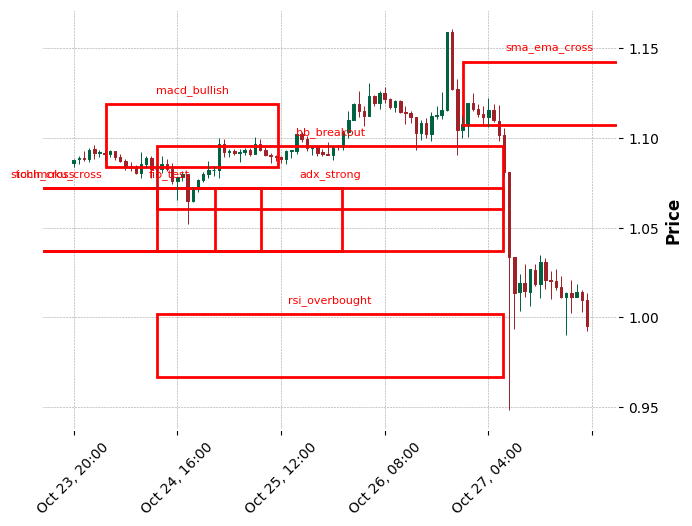 sma_ema_cross
1.15
macd_bullish
bb_breakout
1.10
adx_strong
1.05
Price
rsi_overbought
1.00
0.95
Oct 23, 20:00
Oct 24, 16:00
Oct 25, 12:00
Oct 26, 08:00
Oct 27, 04:00